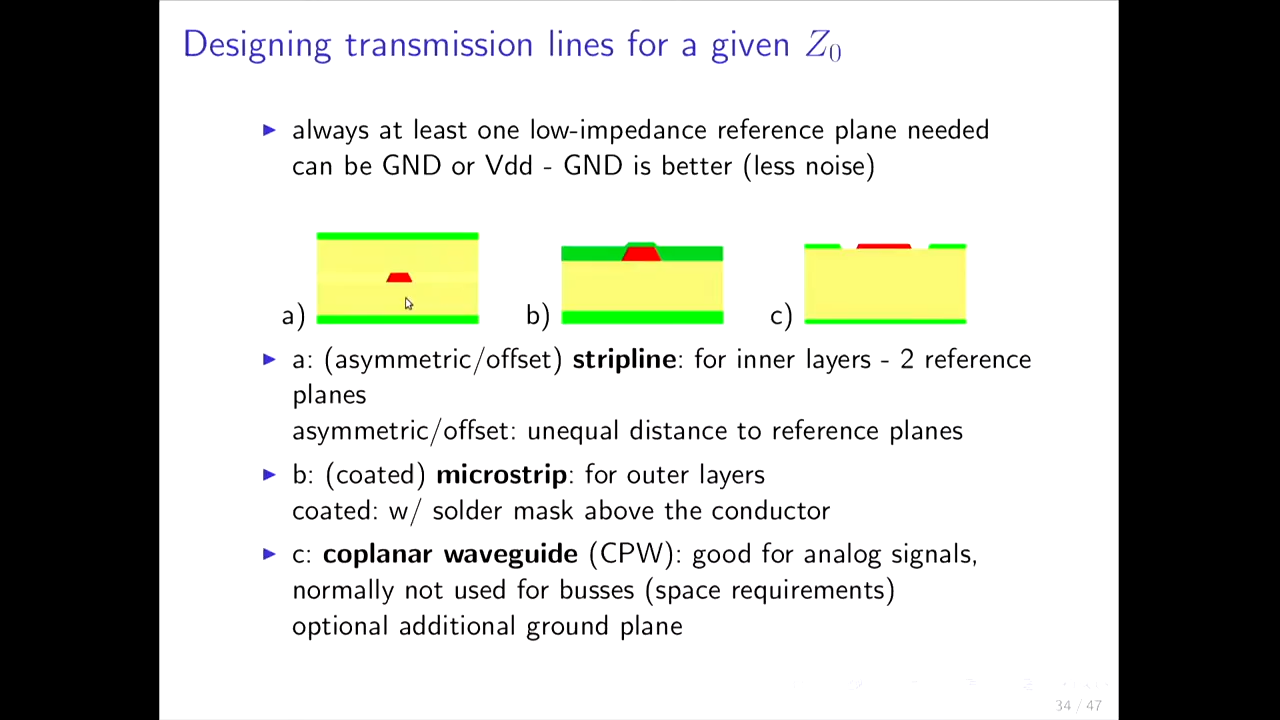 Designing transmission lines for a given Z0
always at least one low-impedance reference plane needed
can be GND or Vdd - GND is better (less noise)
a) b) c)
a: (asymmetric/offset) stripline: for inner layers - 2 reference
planes
asymmetric/offset: unequal distance to reference planes
b: (coated) microstrip: for outer layers
coated: w/ solder mask above the conductor
c: coplanar waveguide (CPW): good for analog signals,
normally not used for busses (space requirements)
optional additional ground plane
34 / 47